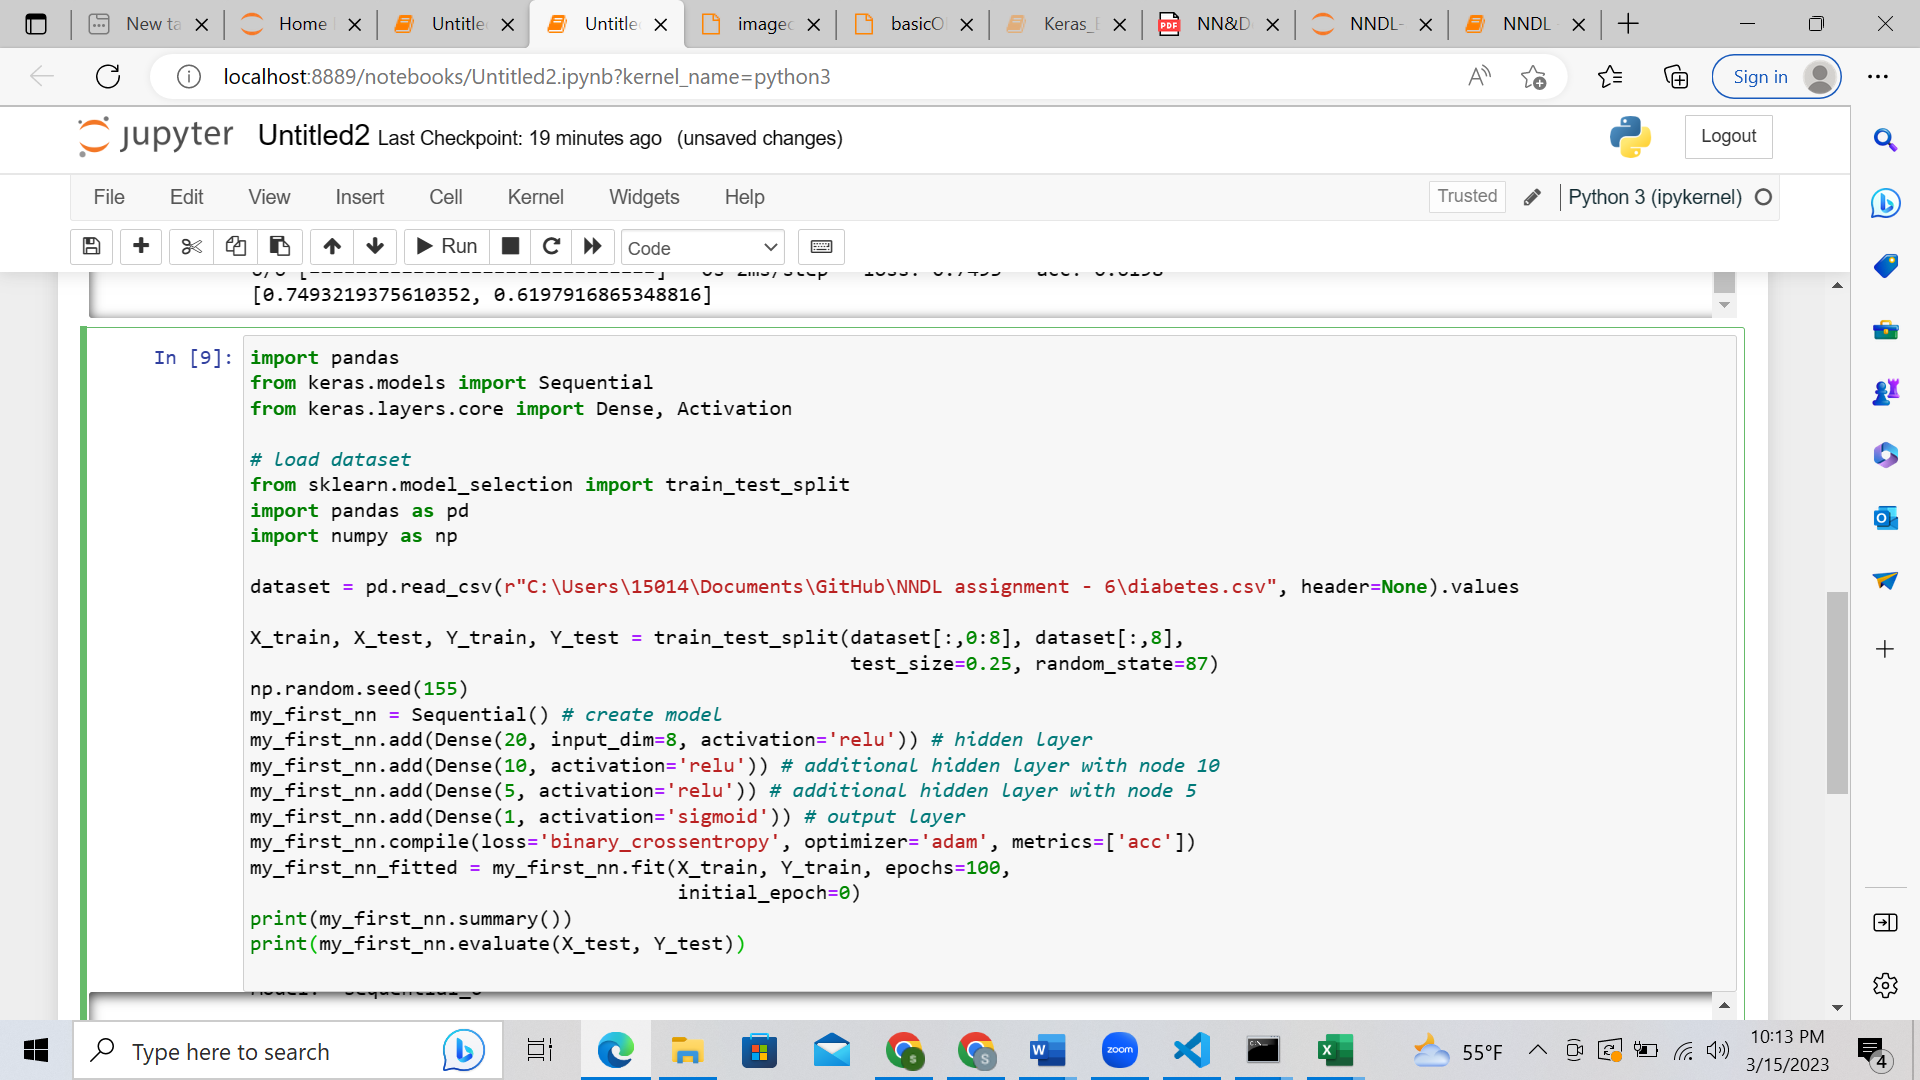 New ta
Home
Untitle
Untitle
imagec
basicO
Keras_
NN&D
NNDL-
NNDL
localhost:8889/notebooks/Untitled2.ipynb?kernel_name=python3
Sign in
jupyter Untitled2 Last Checkpoint: 19 minutes ago (unsaved changes)
Logout
File Edit View Insert Cell Kernel Widgets Help
Trusted Python 3 (ipykernel)
Run Code
[0.7493219375610352, 0.6197916865348816]
In [9]: import pandas
from keras.models import Sequential
from keras.layers.core import Dense, Activation
# load dataset
from sklearn.model_selection import train_test_split
import pandas as pd
import numpy as np
dataset = pd.read_csv(r"C:\Users\15014\Documents\GitHub\NNDL assignment - 6\diabetes.csv", header=None).values
X_train, X_test, Y_train, Y_test = train_test_split(dataset[:,0:8], dataset[:,8],
test_size=0.25, random_state=87)
np.random.seed(155)
my_first_nn = Sequential() # create model
my_first_nn.add(Dense(20, input_dim=8, activation='relu')) # hidden layer
my_first_nn.add(Dense(10, activation='relu')) # additional hidden layer with node 10
my_first_nn.add(Dense(5, activation='relu')) # additional hidden layer with node 5
my_first_nn.add(Dense(1, activation='sigmoid')) # output layer
my_first_nn.compile(loss='binary_crossentropy', optimizer='adam', metrics=['acc'])
my_first_nn_fitted = my_first_nn.fit(X_train, Y_train, epochs=100,
initial_epoch=0)
print(my_first_nn.summary())
print(my_first_nn.evaluate(X_test, Y_test))
Type here to search
zoom
55°F
10:13 PM
3/15/2023
4